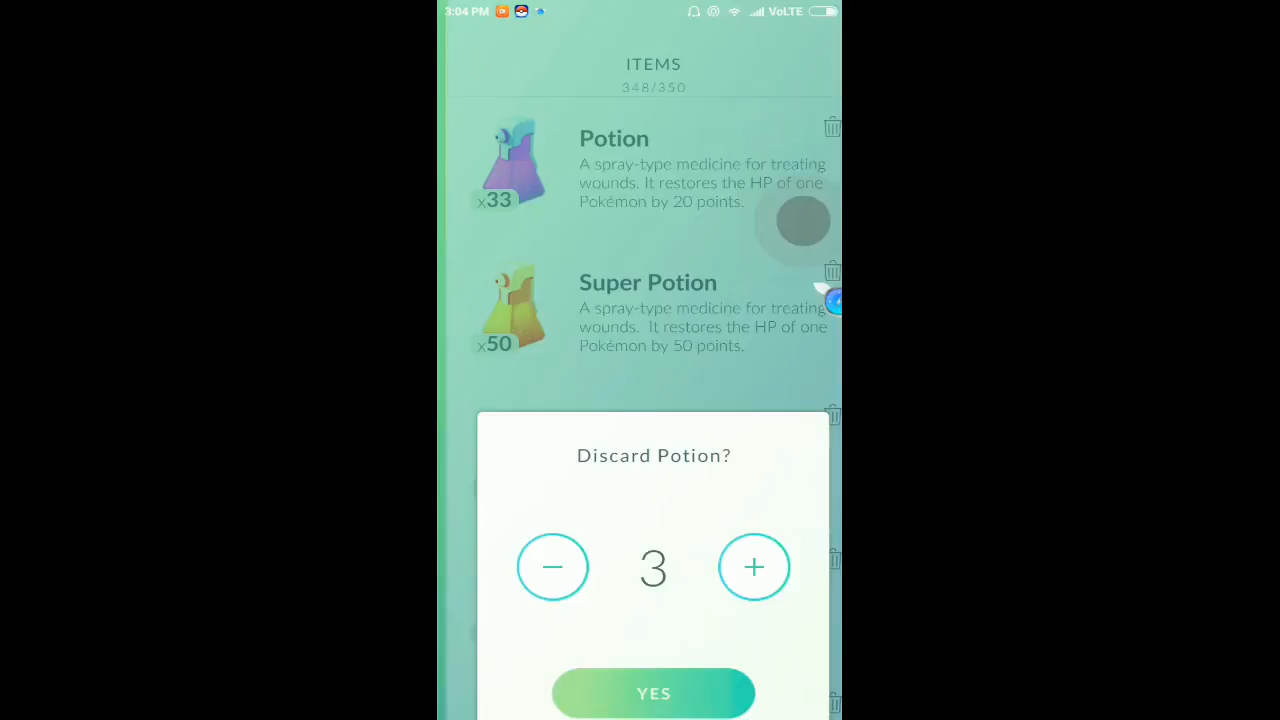 3:04 PM VoLTE
ITEMS
348/350
Potion
A spray-type medicine for treating
wounds. It restores the HP of one
Pokémon by 20 points.
x33
Super Potion
A spray-type medicine for treating
wounds. It restores the HP of one
Pokémon by 50 points.
x50
Discard Potion?
− 3 +
YES